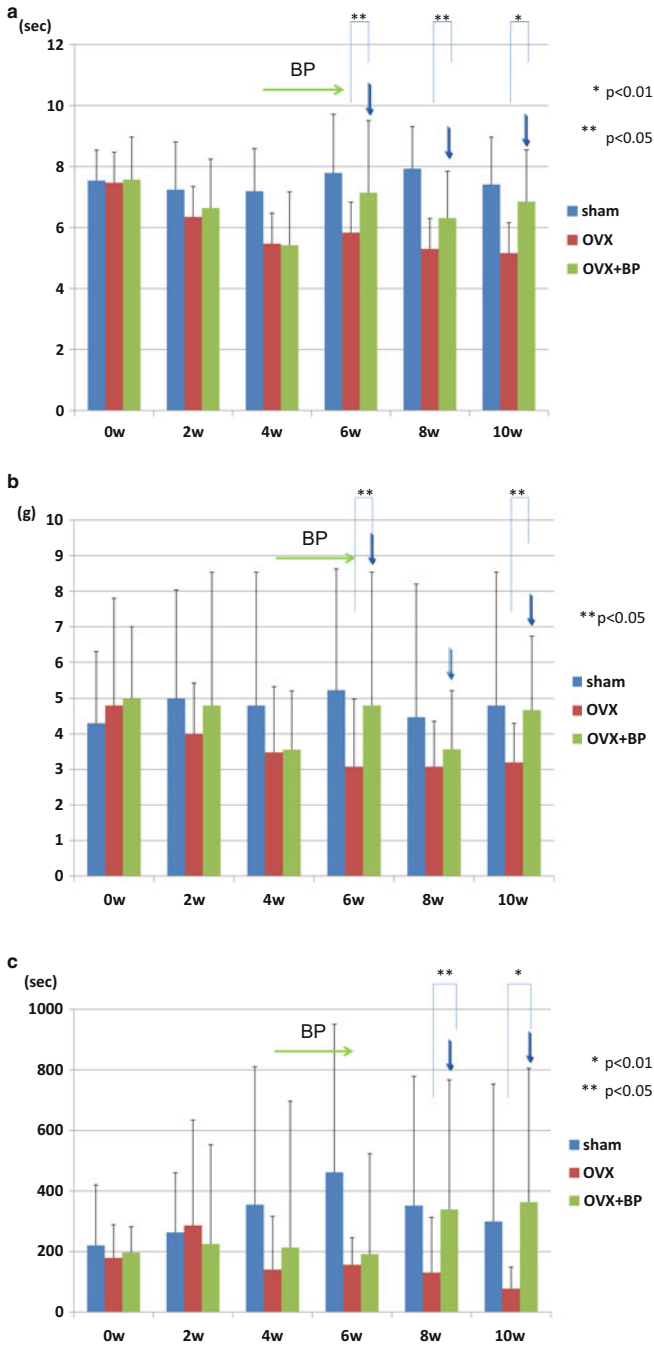 a
(sec)
** ** *
12
BP
10
8
6
4
2
0
0w 2w 4w 6w 8w 10w
* p<0.01
** p<0.05
sham
OVX
OVX+BP
b
(g)
** **
10
BP
9
8
7
6
5
4
3
2
1
0
0w 2w 4w 6w 8w 10w
**p<0.05
sham
OVX
OVX+BP
c
(sec)
** *
1000
BP
800
600
400
200
0
0w 2w 4w 6w 8w 10w
* p<0.01
** p<0.05
sham
OVX
OVX+BP